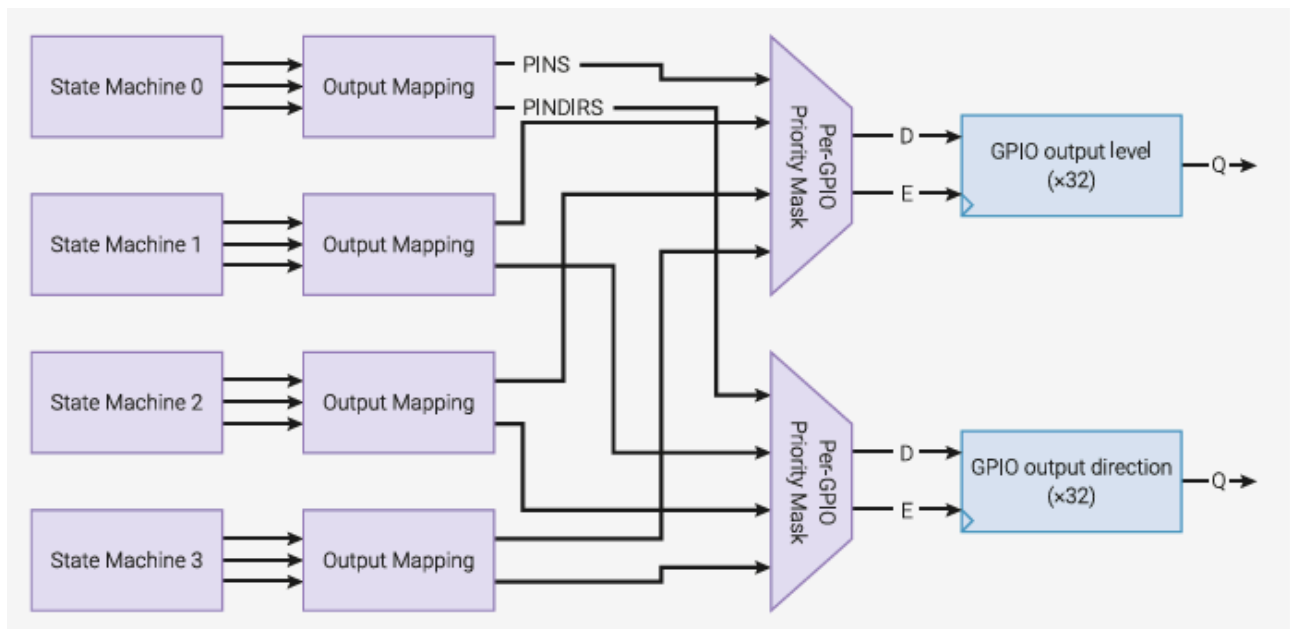 State Machine 0
Output Mapping
PINS
PINDIRS
Per-GPIO
Priority Mask
D
E
GPIO output level
(×32)
Q
State Machine 1
Output Mapping
State Machine 2
Output Mapping
Per-GPIO
Priority Mask
D
E
GPIO output direction
(×32)
Q
State Machine 3
Output Mapping